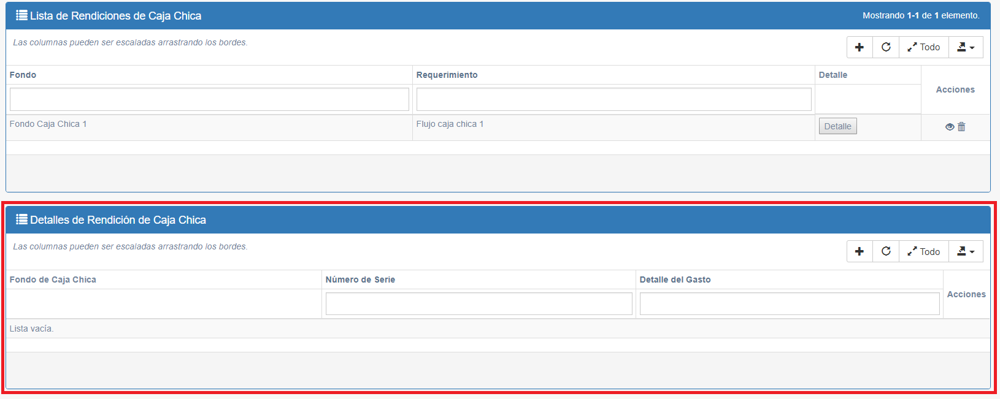 Lista de Rendiciones de Caja Chica
Mostrando 1-1 de 1 elemento.
Las columnas pueden ser escaladas arrastrando los bordes.
Todo
Fondo Requerimiento Detalle
Acciones
Fondo Caja Chica 1 Flujo caja chica 1 Detalle
Detalles de Rendición de Caja Chica
Las columnas pueden ser escaladas arrastrando los bordes.
Todo
Fondo de Caja Chica Número de Serie Detalle del Gasto
Acciones
Lista vacía.